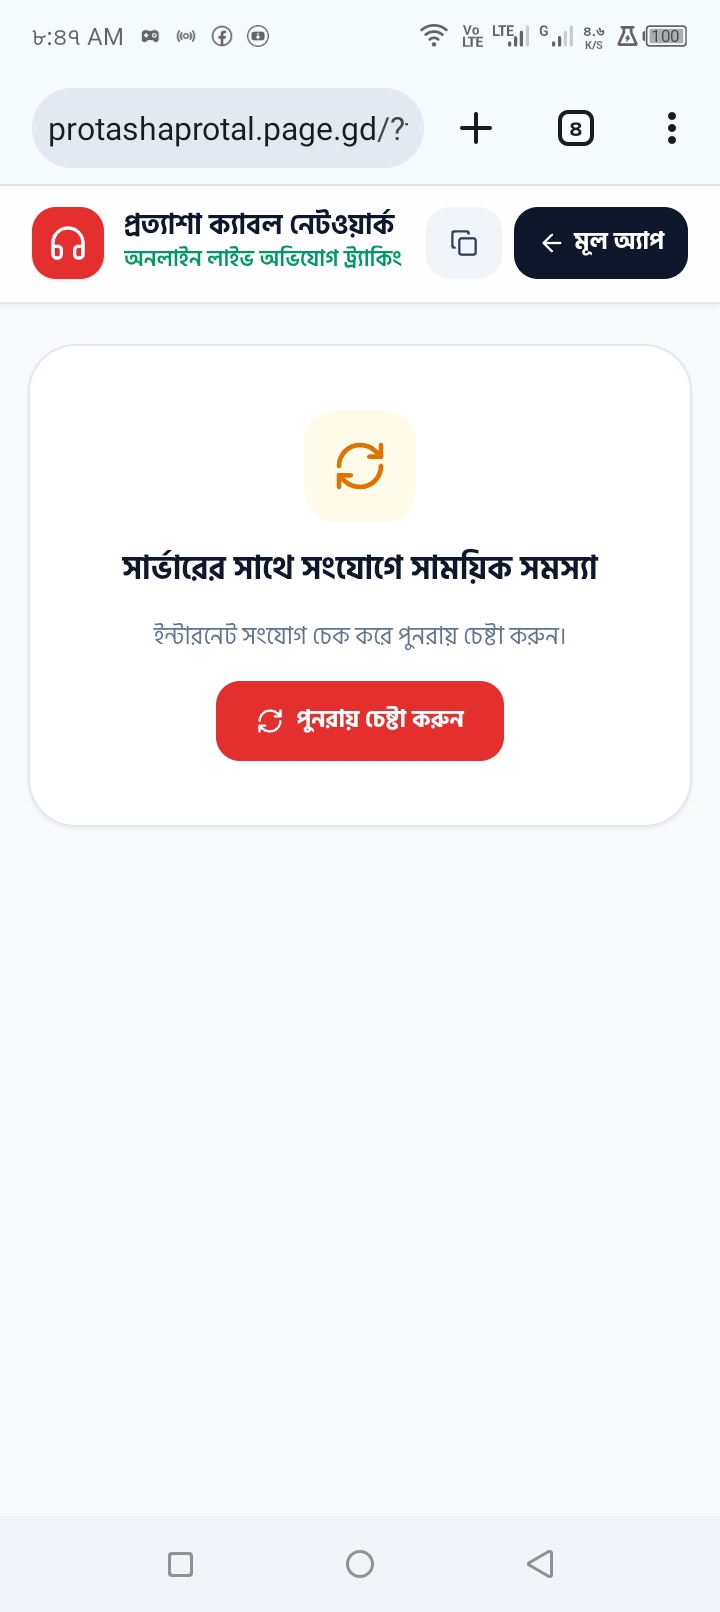 ৮:৪৭ AM
Vo LTE LTE G ৪.৬ K/S 100
protashaprotal.page.gd/?
8
প্রত্যাশা ক্যাবল নেটওয়ার্ক
অনলাইন লাইভ অভিযোগ ট্র্যাকিং
মূল অ্যাপ
সার্ভারের সাথে সংযোগে সাময়িক সমস্যা
ইন্টারনেট সংযোগ চেক করে পুনরায় চেষ্টা করুন।
পুনরায় চেষ্টা করুন